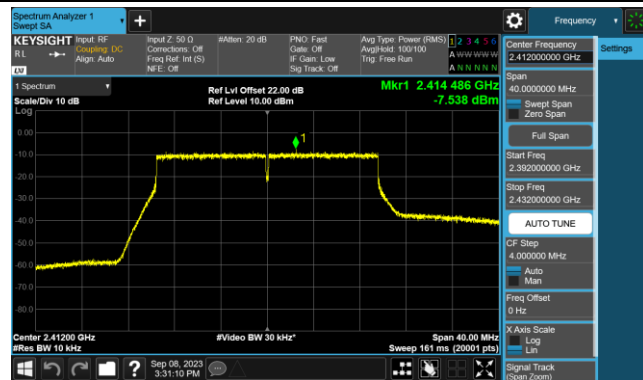 Spectrum Analyzer 1
Swept SA
Frequency
KEYSIGHT
RL
LXI
Input: RF
Coupling: DC
Align: Auto
Input Z: 50 Ω
Corrections: Off
Freq Ref: Int (S)
NFE: Off
#Atten: 20 dB
PNO: Fast
Gate: Off
IF Gain: Low
Sig Track: Off
Avg Type: Power (RMS)
Avg|Hold: 100/100
Trig: Free Run
1 2 3 4 5 6
A W W W W W
A N N N N N
1 Spectrum
Scale/Div 10 dB
Log
Ref Lvl Offset 22.00 dB
Ref Level 10.00 dBm
Mkr1 2.414 486 GHz
-7.538 dBm
1
0.00
-10.0
-20.0
-30.0
-40.0
-50.0
-60.0
-70.0
-80.0
Center 2.41200 GHz
#Res BW 10 kHz
#Video BW 30 kHz*
Span 40.00 MHz
Sweep 161 ms (20001 pts)
Center Frequency
2.412000000 GHz
Settings
Span
40.0000000 MHz
Swept Span
Zero Span
Full Span
Start Freq
2.392000000 GHz
Stop Freq
2.432000000 GHz
AUTO TUNE
CF Step
4.000000 MHz
Auto
Man
Freq Offset
0 Hz
X Axis Scale
Log
Lin
Signal Track
(Span Zoom)
Sep 08, 2023
3:31:10 PM